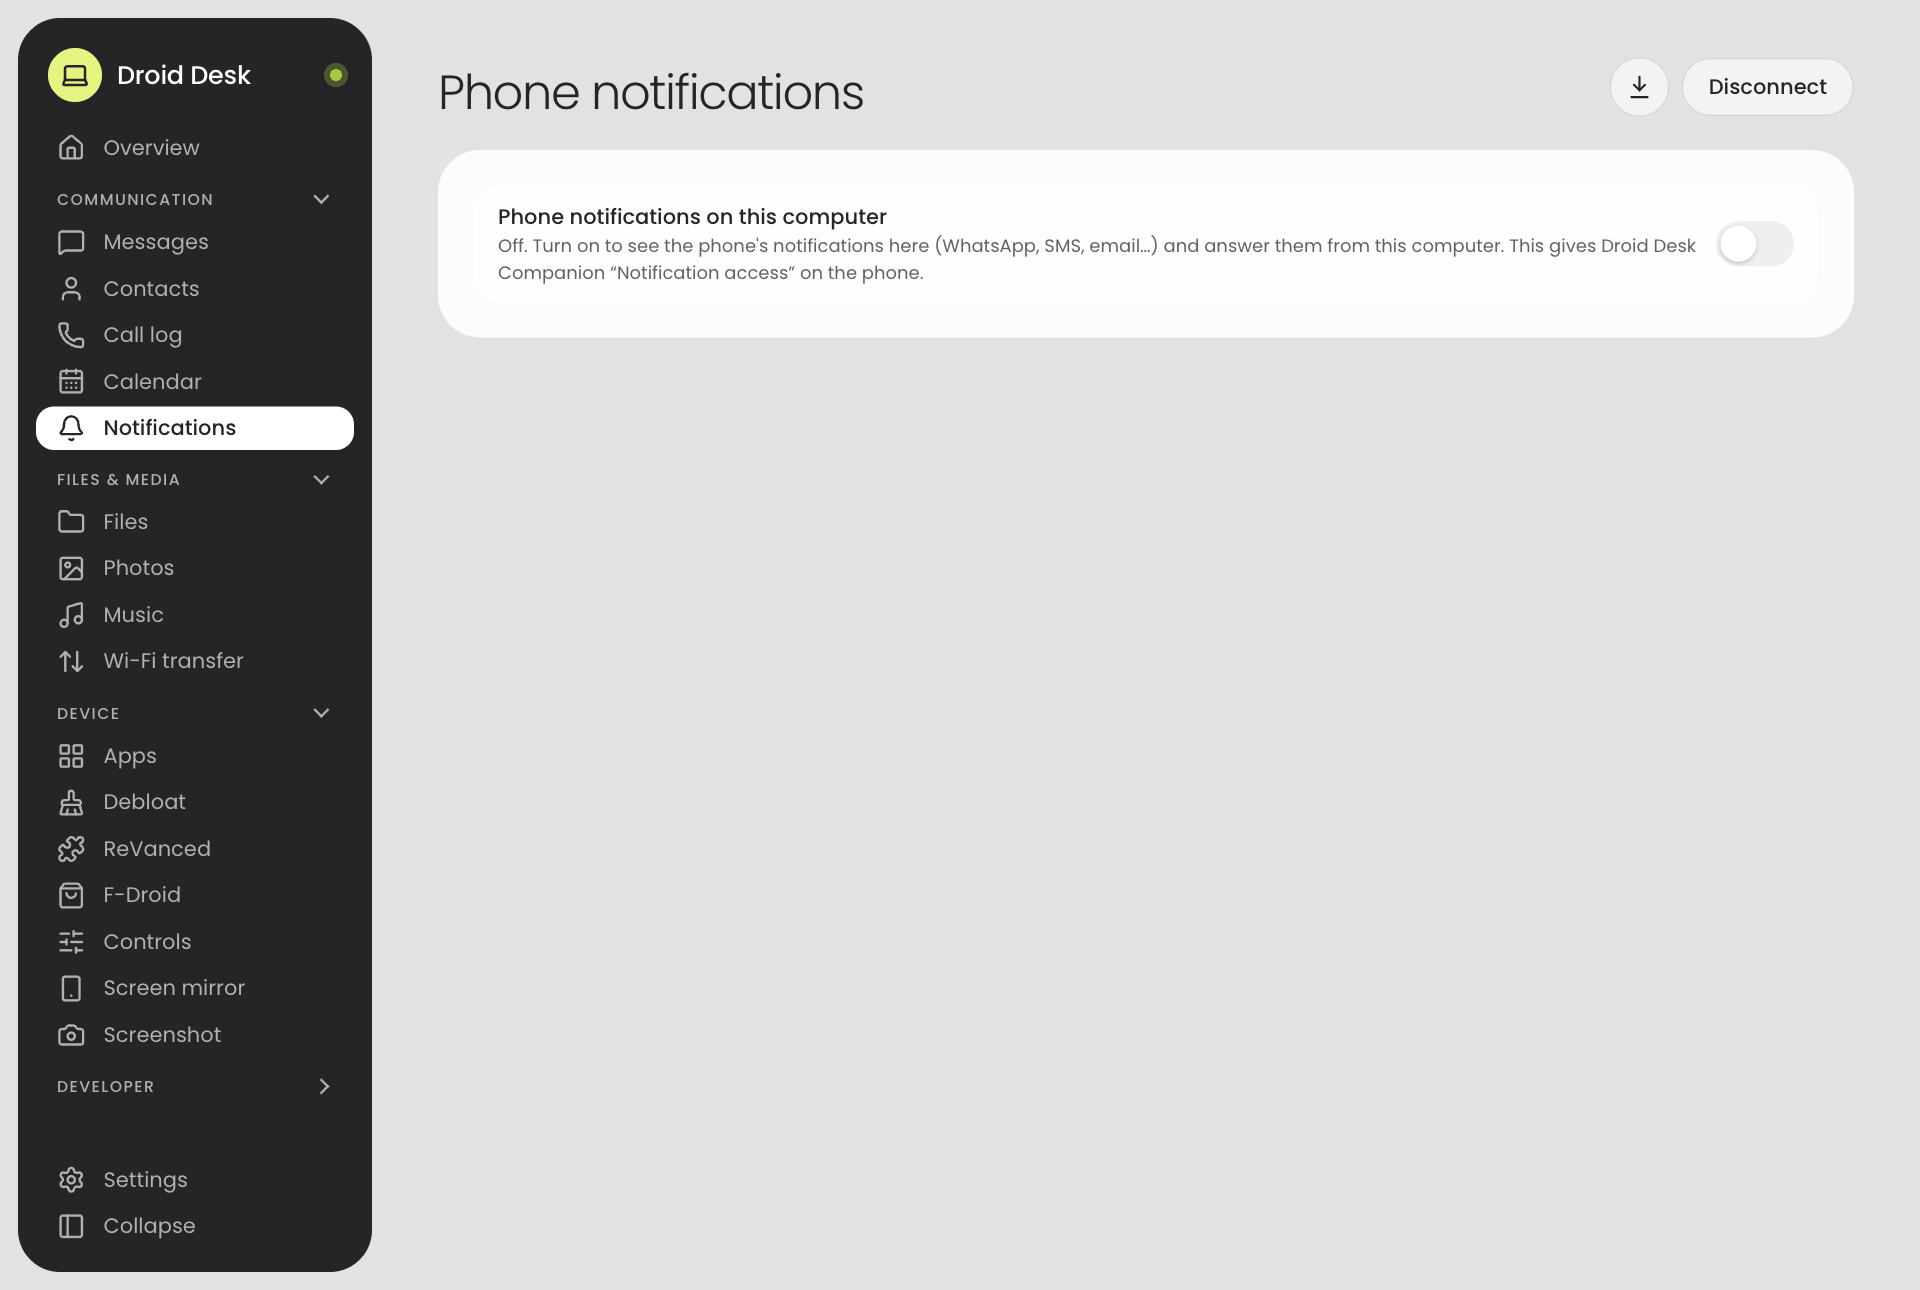 Droid Desk
Overview
COMMUNICATION
Messages
Contacts
Call log
Calendar
Notifications
FILES & MEDIA
Files
Photos
Music
Wi-Fi transfer
DEVICE
Apps
Debloat
ReVanced
F-Droid
Controls
Screen mirror
Screenshot
DEVELOPER
Settings
Collapse
Phone notifications
Disconnect
Phone notifications on this computer
Off. Turn on to see the phone's notifications here (WhatsApp, SMS, email…) and answer them from this computer. This gives Droid Desk
Companion “Notification access” on the phone.